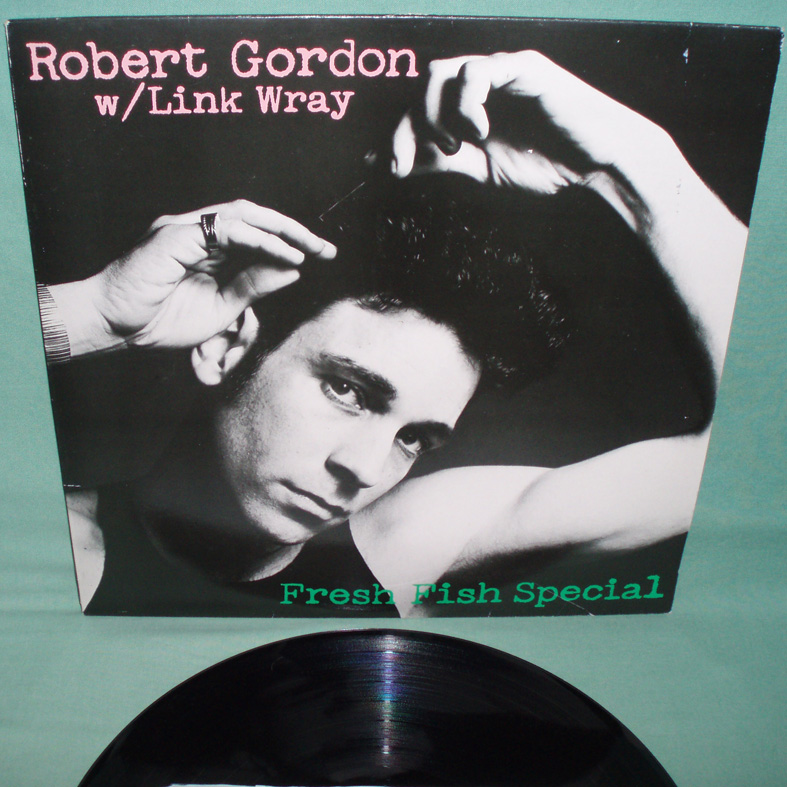 Robert Gordon
w/Link Wray
Fresh Fish Special